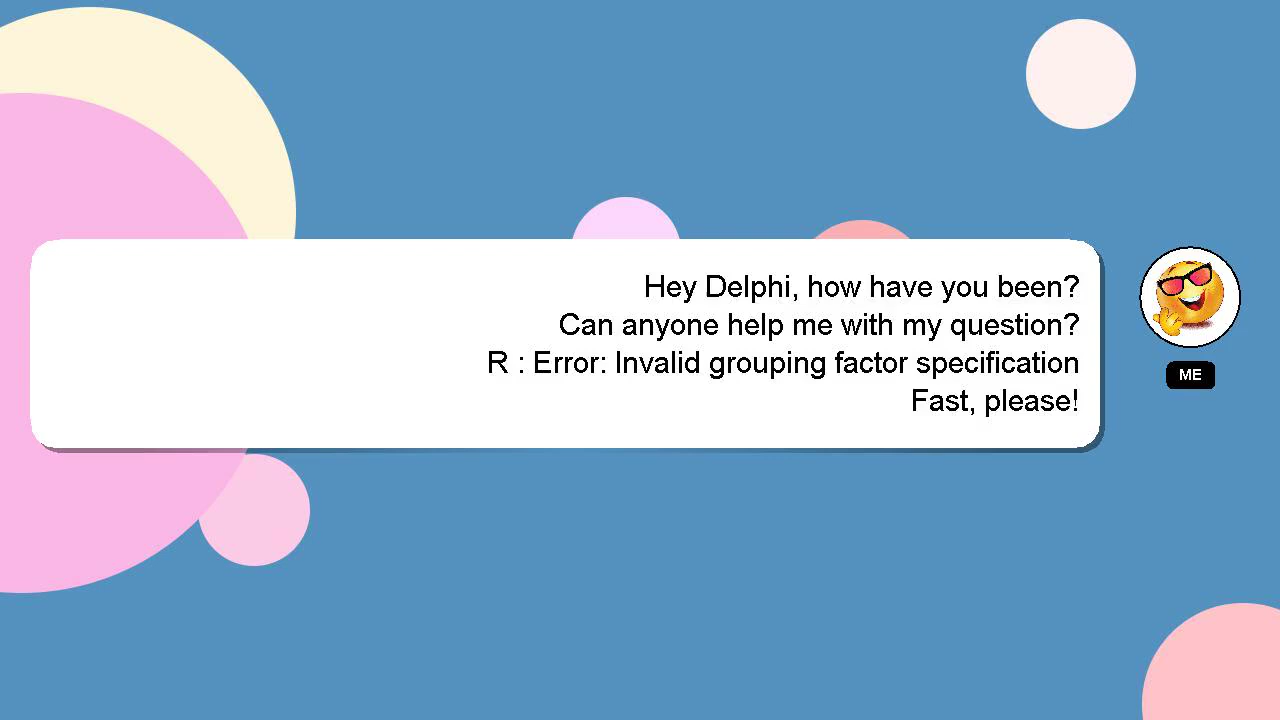 Hey Delphi, how have you been?
Can anyone help me with my question?
R : Error: Invalid grouping factor specification
Fast, please!
ME